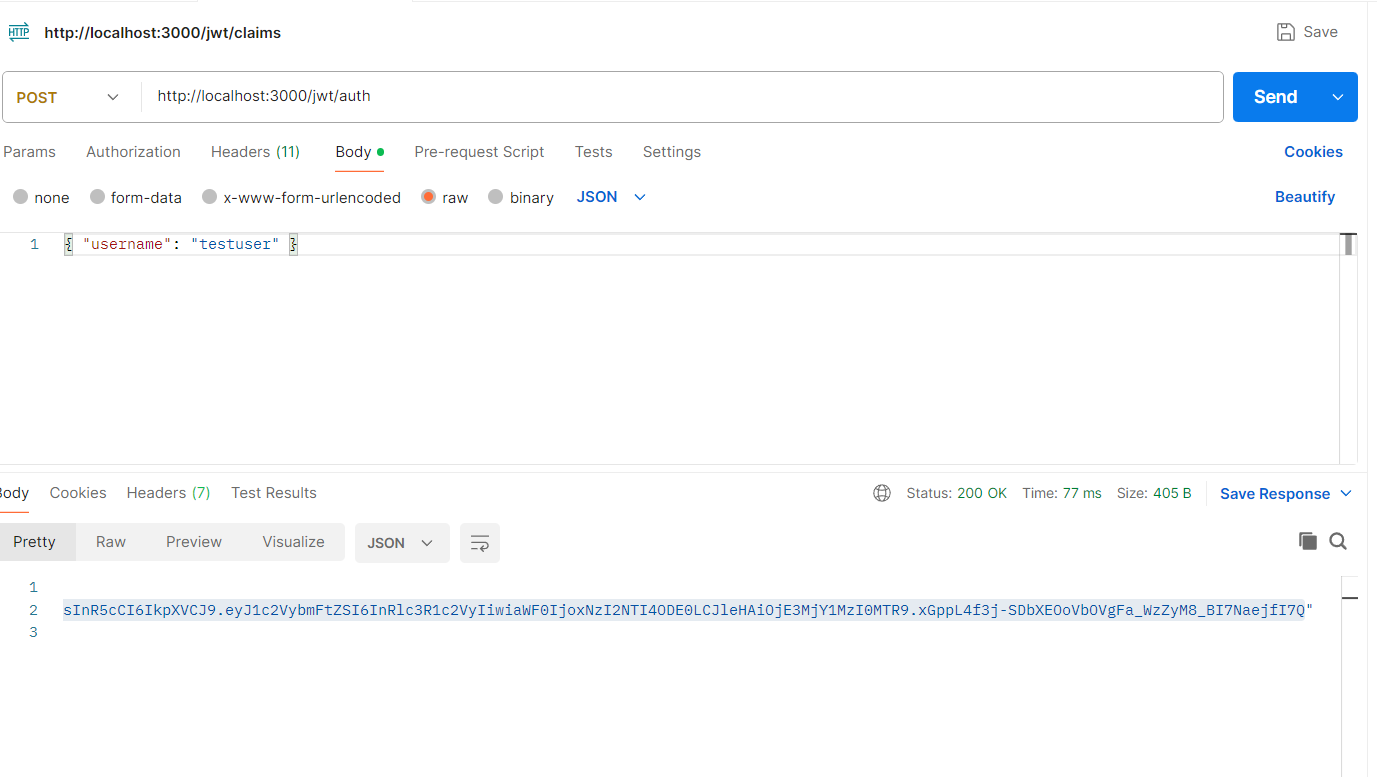 HTTP http://localhost:3000/jwt/claims Save
POST http://localhost:3000/jwt/auth Send
Params Authorization Headers (11) Body Pre-request Script Tests Settings Cookies
none form-data x-www-form-urlencoded raw binary JSON Beautify
1 { "username": "testuser" }
Body Cookies Headers (7) Test Results Status: 200 OK Time: 77 ms Size: 405 B Save Response
Pretty Raw Preview Visualize JSON
1
2 sInR5cCI6IkpXVCJ9.eyJ1c2VybmFtZSI6InRlc3R1c2VyIiwiaWF0IjoxNzI2NTI4ODE0LCJleHAiOjE3MjY1MzI0MTR9.xGppL4f3j-SDbXEOoVbOVgFa_WzZyM8_BI7NaejfI7Q"
3